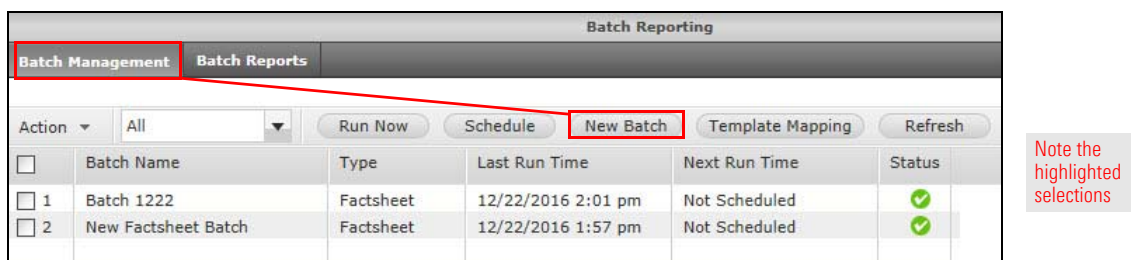 Batch Reporting
Batch Management Batch Reports
Action All Run Now Schedule New Batch Template Mapping Refresh
Batch Name Type Last Run Time Next Run Time Status
1 Batch 1222 Factsheet 12/22/2016 2:01 pm Not Scheduled
2 New Factsheet Batch Factsheet 12/22/2016 1:57 pm Not Scheduled
Note the
highlighted
selections